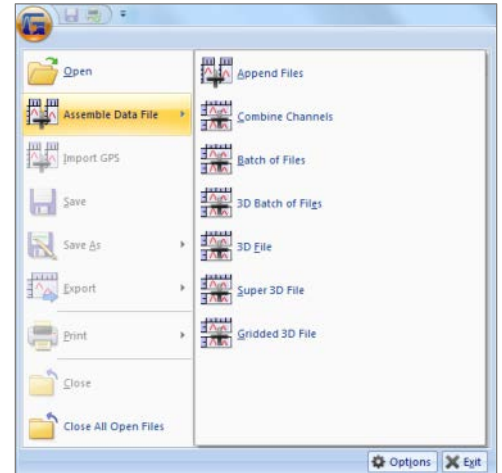 Open
Assemble Data File
Import GPS
Save
Save As
Export
Print
Close
Close All Open Files
Append Files
Combine Channels
Batch of Files
3D Batch of Files
3D File
Super 3D File
Gridded 3D File
Options
Exit